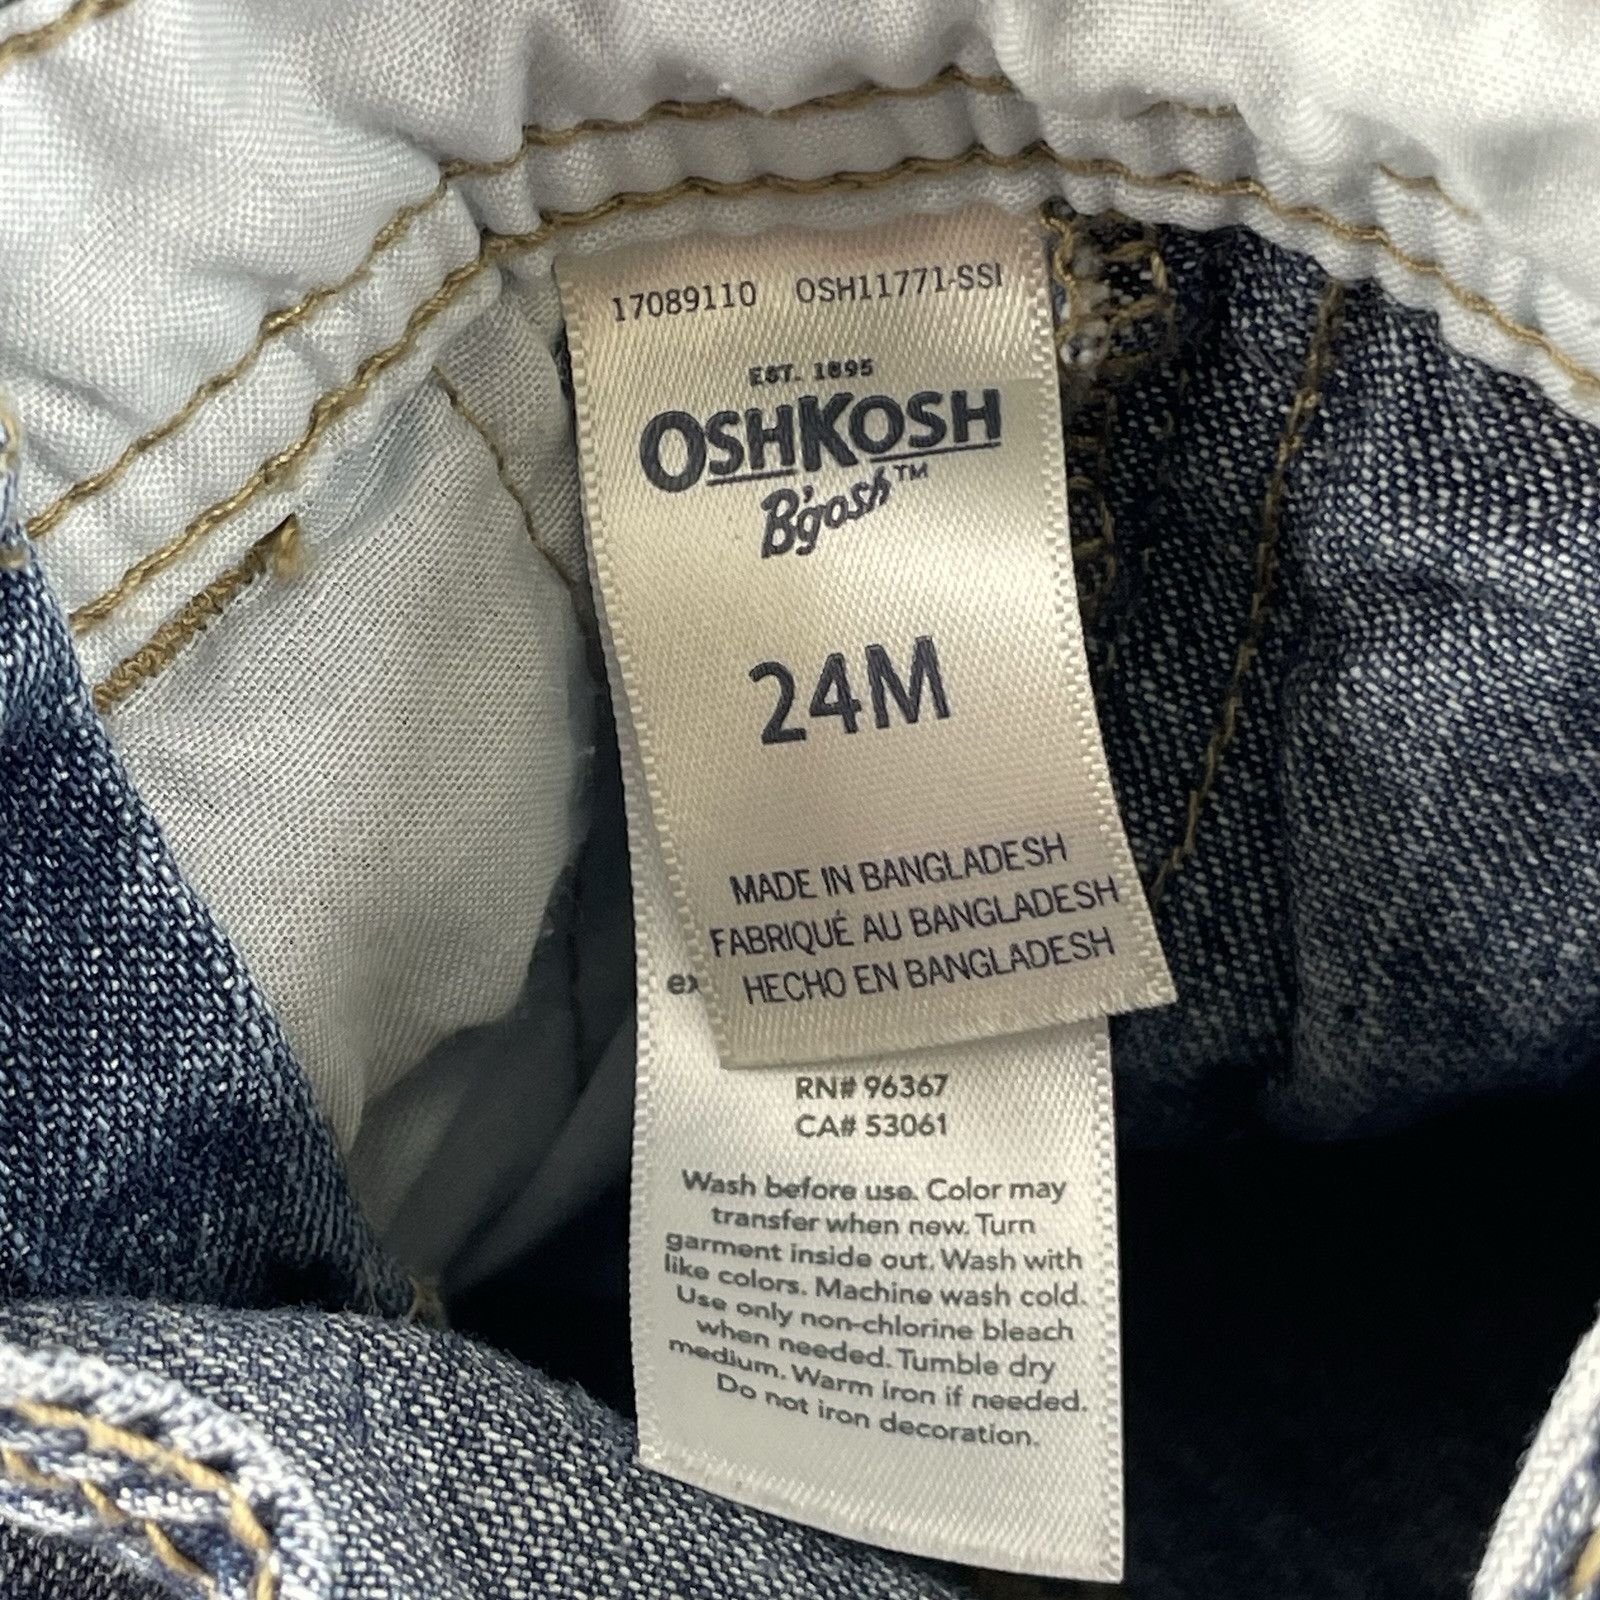 17089110 OSH11771-SSI
EST. 1895
OSHKOSH
B'gosh™
24M
MADE IN BANGLADESH
FABRIQUÉ AU BANGLADESH
HECHO EN BANGLADESH
RN# 96367
CA# 53061
Wash before use. Color may
transfer when new. Turn
garment inside out. Wash with
like colors. Machine wash cold.
Use only non-chlorine bleach
when needed. Tumble dry
medium. Warm iron if needed.
Do not iron decoration.